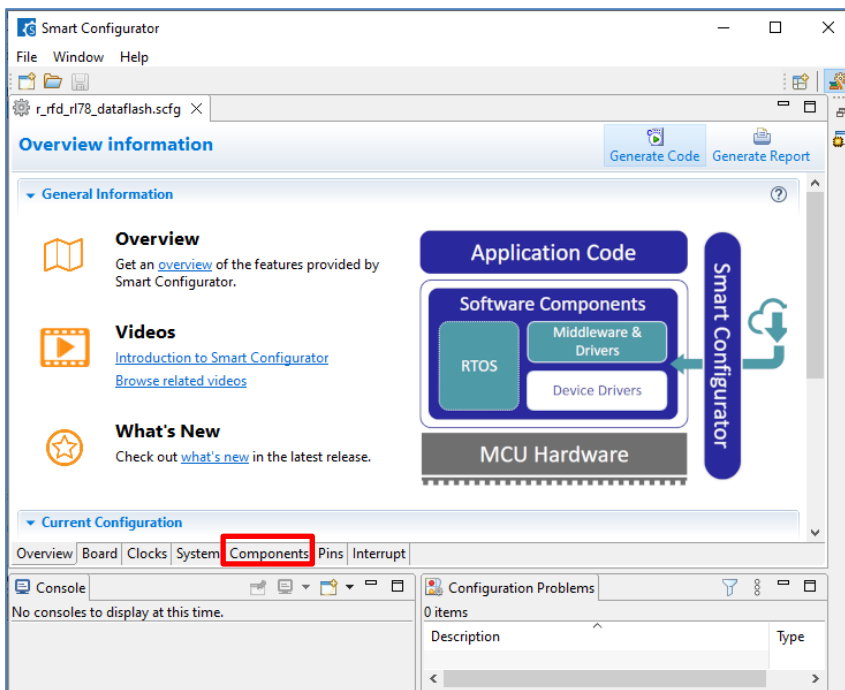 Smart Configurator
File Window Help
r_rfd_rl78_dataflash.scfg
Overview information
Generate Code
Generate Report
General Information
Overview
Get an overview of the features provided by
Smart Configurator.
Videos
Introduction to Smart Configurator
Browse related videos
What's New
Check out what's new in the latest release.
Application Code
Software Components
RTOS
Middleware &
Drivers
Device Drivers
MCU Hardware
Smart Configurator
Current Configuration
Overview Board Clocks System Components Pins Interrupt
Console
No consoles to display at this time.
Configuration Problems
0 items
Description Type